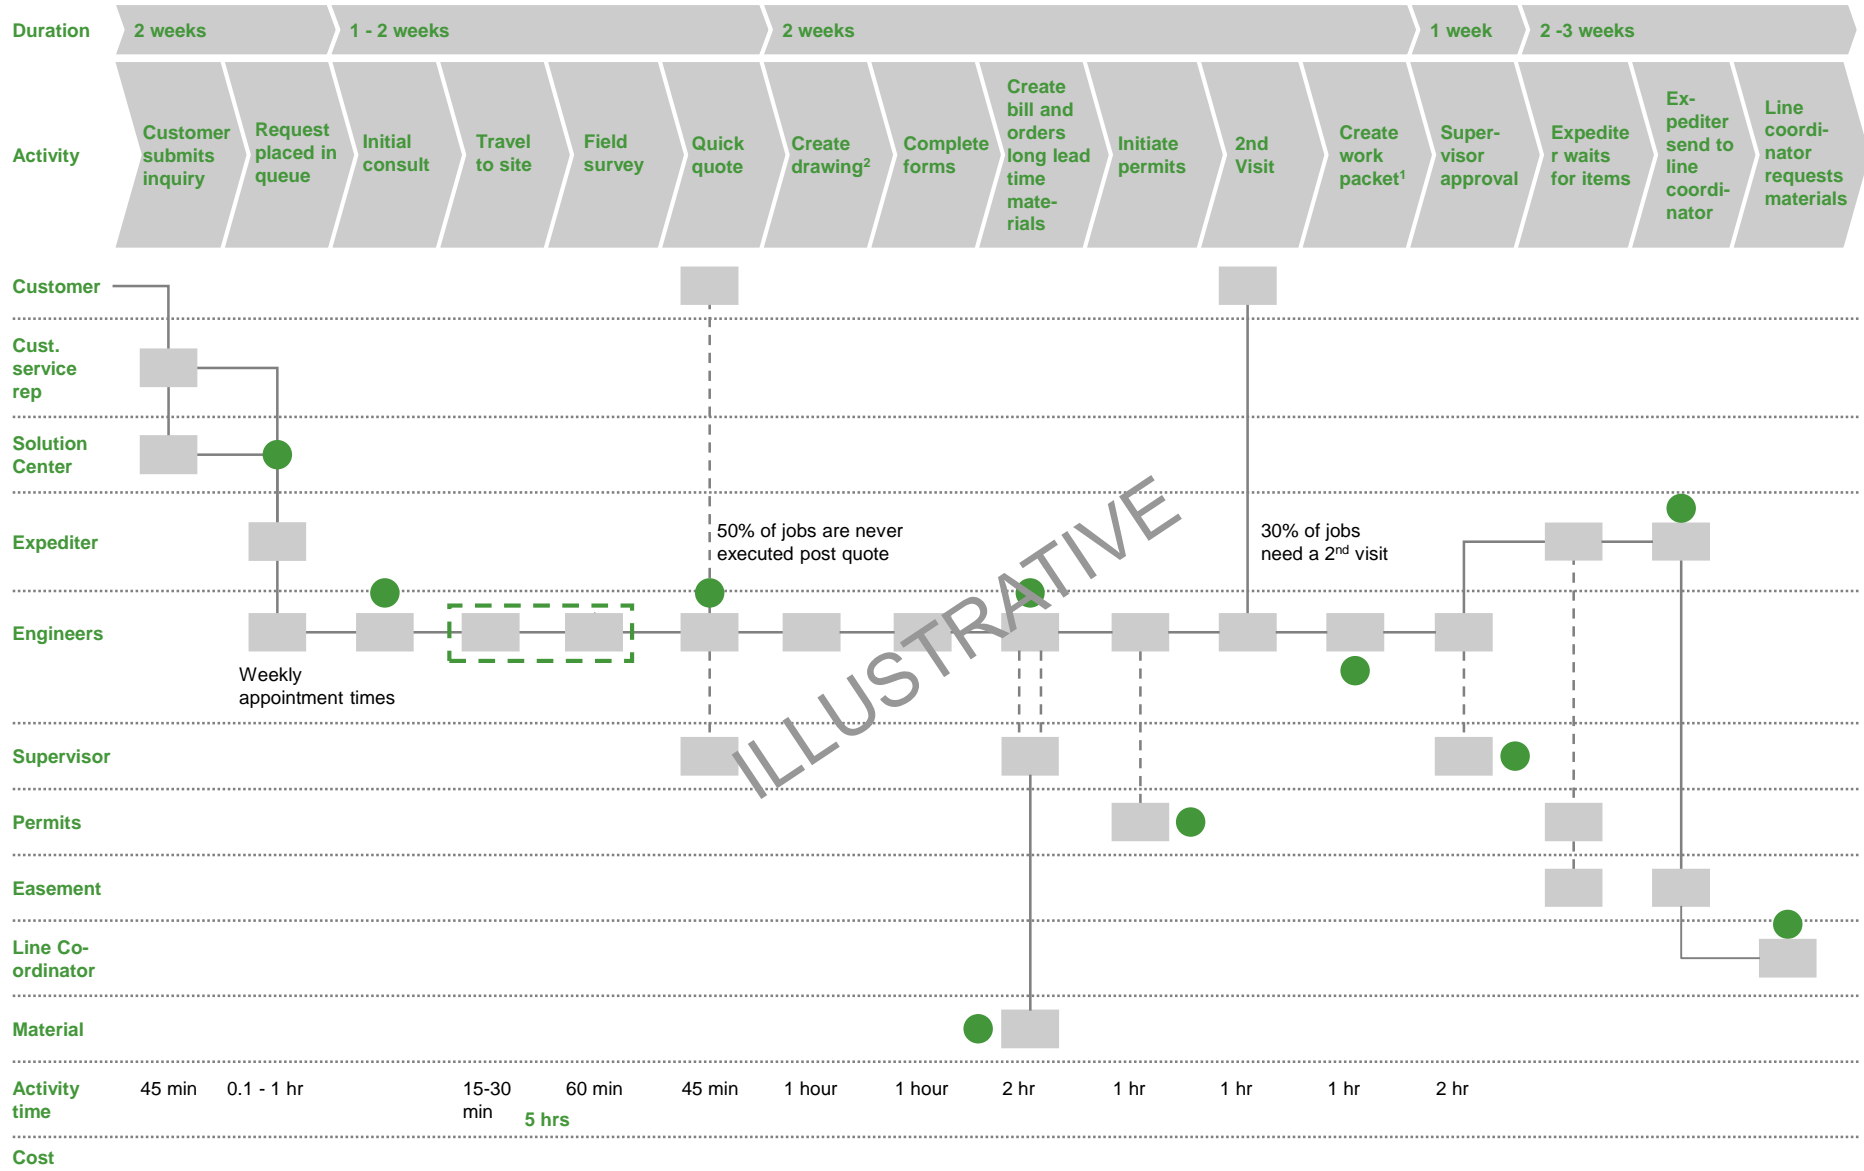 Duration
2 weeks
1 - 2 weeks
2 weeks
1 week
2 -3 weeks
Activity
Customer
submits
inquiry
Request
placed in
queue
Initial
consult
Travel
to site
Field
survey
Quick
quote
Create
drawing²
Complete
forms
Create
bill and
orders
long lead
time
mate-
rials
Initiate
permits
2nd
Visit
Create
work
packet¹
Super-
visor
approval
Expedite
r waits
for items
Ex-
pediter
send to
line
coordi-
nator
Line
coordi-
nator
requests
materials
Customer
Cust.
service
rep
Solution
Center
Expediter
50% of jobs are never
executed post quote
30% of jobs
need a 2nd visit
Engineers
Weekly
appointment times
ILLUSTRATIVE
Supervisor
Permits
Easement
Line Co-
ordinator
Material
Activity
time
45 min
0.1 - 1 hr
15-30
min
60 min
5 hrs
45 min
1 hour
1 hour
2 hr
1 hr
1 hr
1 hr
2 hr
Cost